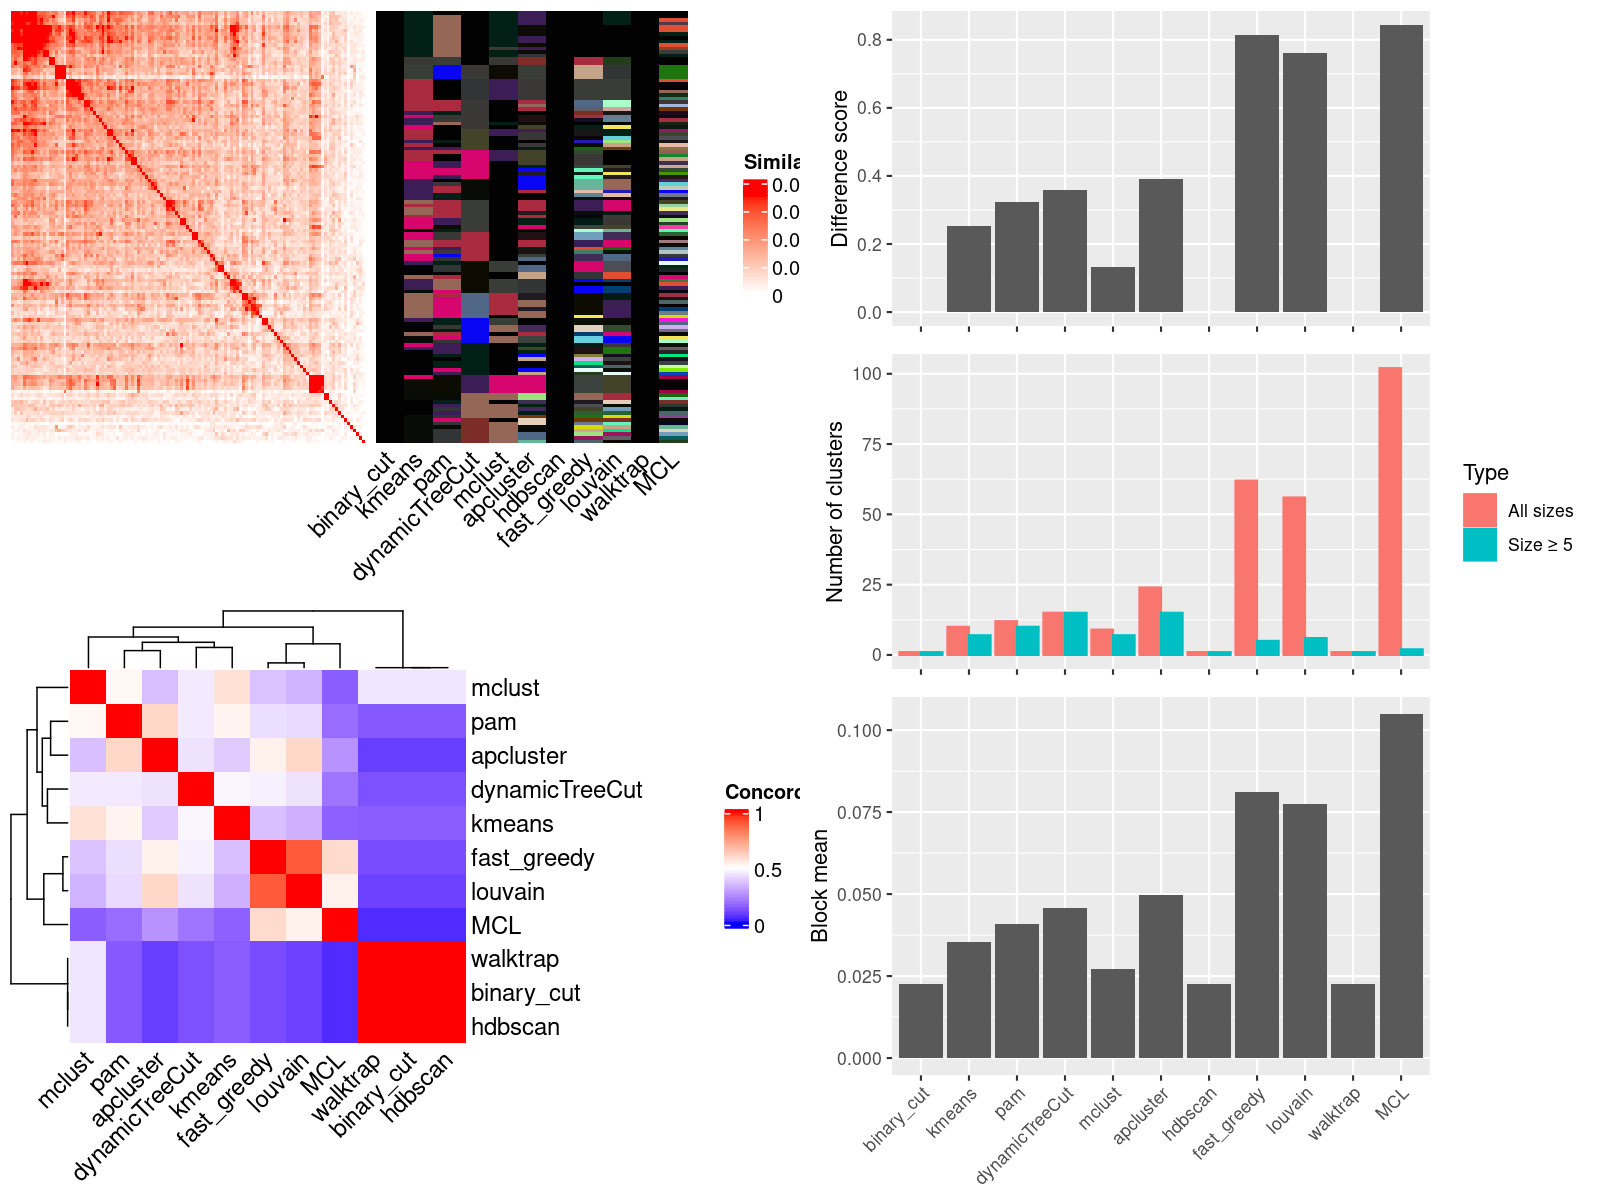 Simila
0.0
0.0
0.0
0.0
0
binary_cut
kmeans
pam
dynamicTreeCut
mclust
apcluster
hdbscan
fast_greedy
louvain
walktrap
MCL
mclust
pam
apcluster
dynamicTreeCut
kmeans
fast_greedy
louvain
MCL
walktrap
binary_cut
hdbscan
mclust
pam
apcluster
dynamicTreeCut
kmeans
fast_greedy
louvain
MCL
walktrap
binary_cut
hdbscan
Concord
1
0.5
0
Difference score
0.8
0.6
0.4
0.2
0.0
Number of clusters
100
75
50
25
0
Type
All sizes
Size ≥ 5
Block mean
0.100
0.075
0.050
0.025
0.000
binary_cut
kmeans
pam
dynamicTreeCut
mclust
apcluster
hdbscan
fast_greedy
louvain
walktrap
MCL